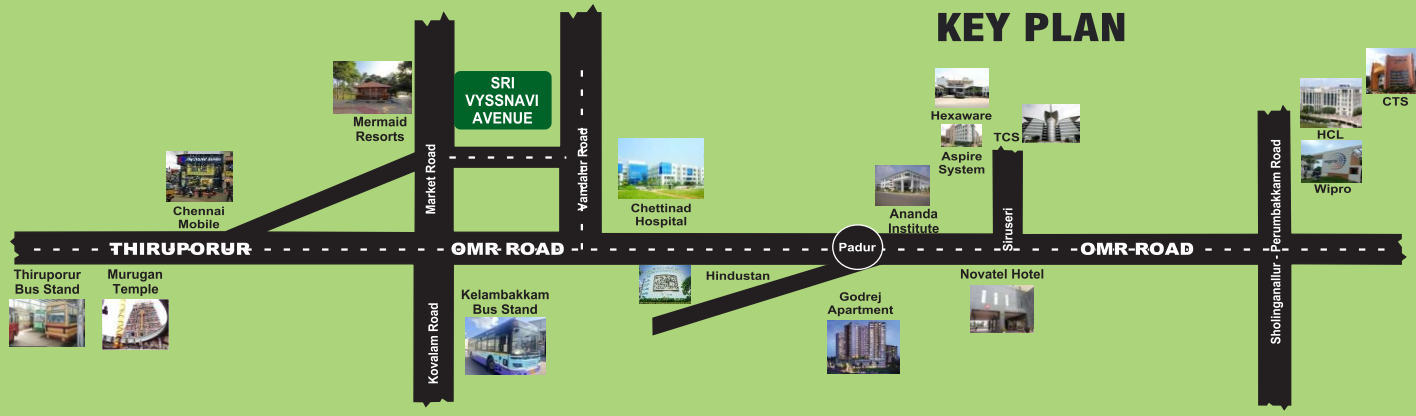 KEY PLAN
SRI
VYSSNAVI
AVENUE
Mermaid
Resorts
Market Road
Vandalur Road
Chennai
Mobile
Chettinad
Hospital
Hexaware
Aspire
System
TCS
Ananda
Institute
Siruseri
CTS
HCL
Wipro
Sholinganallur - Perumbakkam Road
THIRUPORUR
OMR ROAD
Padur
OMR ROAD
Thiruporur
Bus Stand
Murugan
Temple
Kovalam Road
Kelambakkam
Bus Stand
Hindustan
Godrej
Apartment
Novatel Hotel